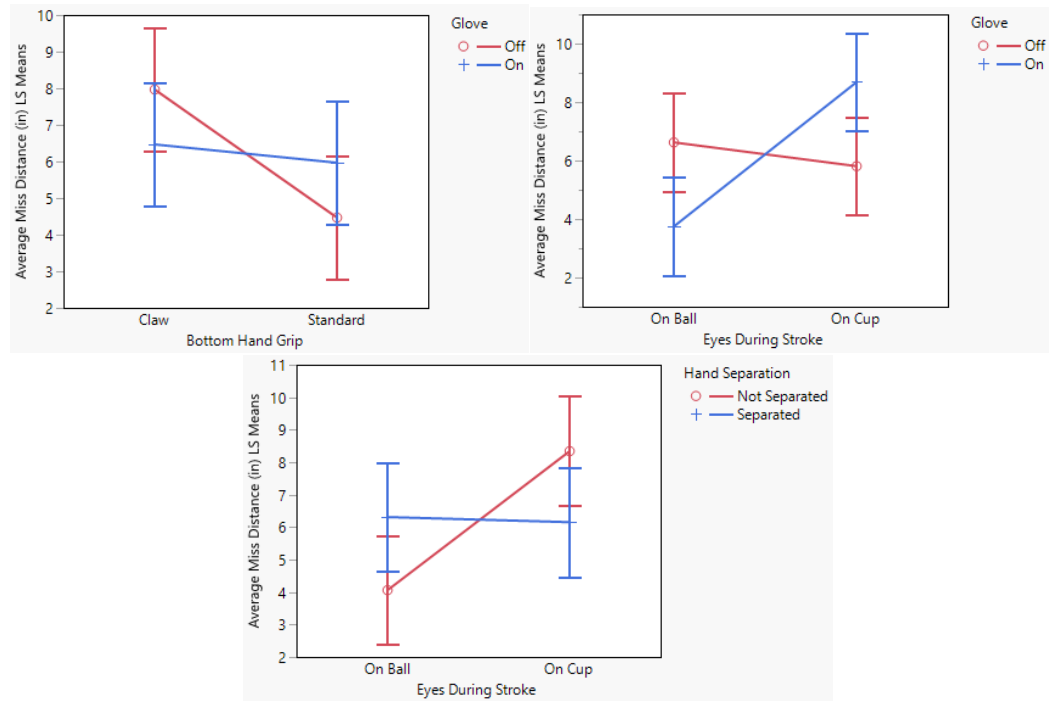 Average Miss Distance (in) LS Means
10
9
8
7
6
5
4
3
2
Claw
Standard
Bottom Hand Grip
Glove
Off
On
Average Miss Distance (in) LS Means
10
8
6
4
2
On Ball
On Cup
Eyes During Stroke
Glove
Off
On
Average Miss Distance (in) LS Means
11
10
9
8
7
6
5
4
3
2
On Ball
On Cup
Eyes During Stroke
Hand Separation
Not Separated
Separated